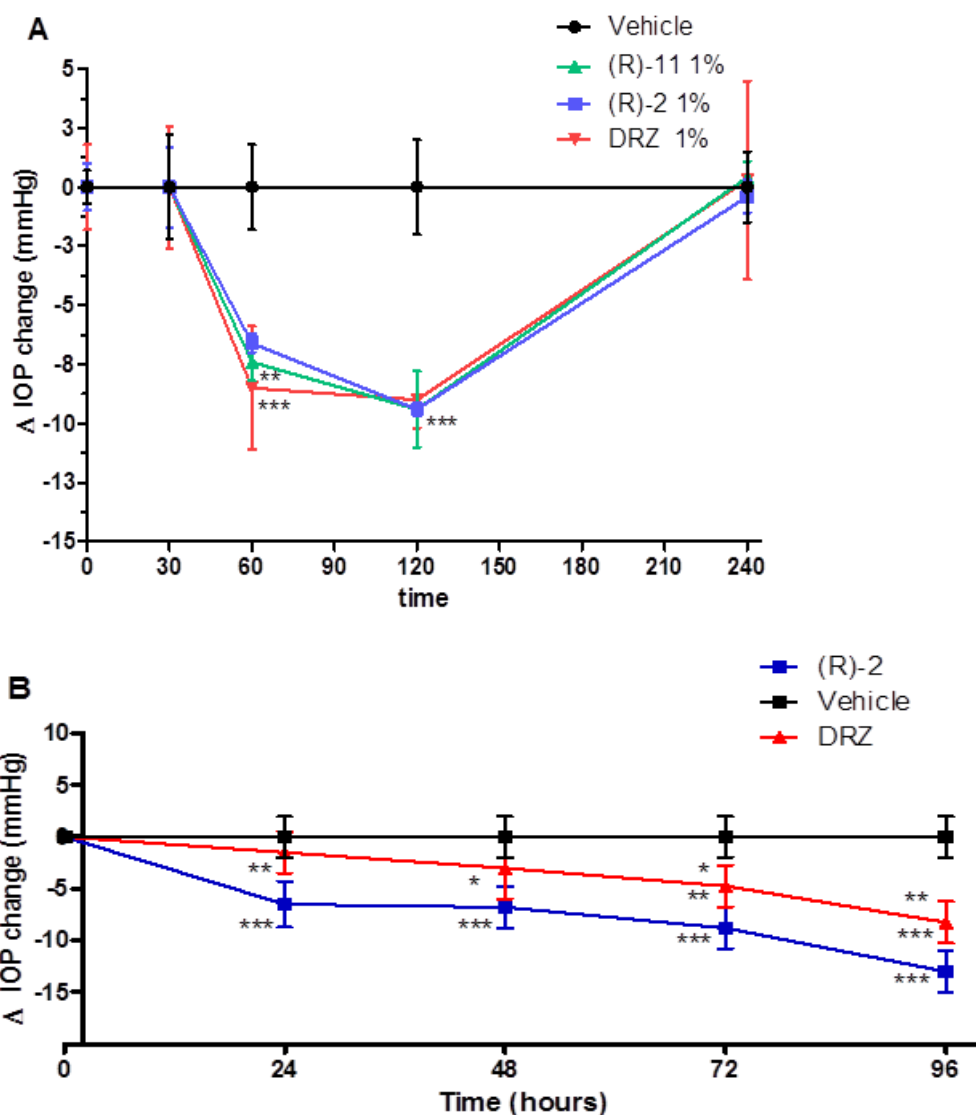 A
Vehicle
(R)-11 1%
(R)-2 1%
DRZ 1%
Δ IOP change (mmHg)
5
3
0
-3
-5
-8
-10
-13
-15
**
***
***
0 30 60 90 120 150 180 210 240
time
B
(R)-2
Vehicle
DRZ
Δ IOP change (mmHg)
10
5
0
-5
-10
-15
**
***
*
***
*
**
***
**
***
***
0 24 48 72 96
Time (hours)